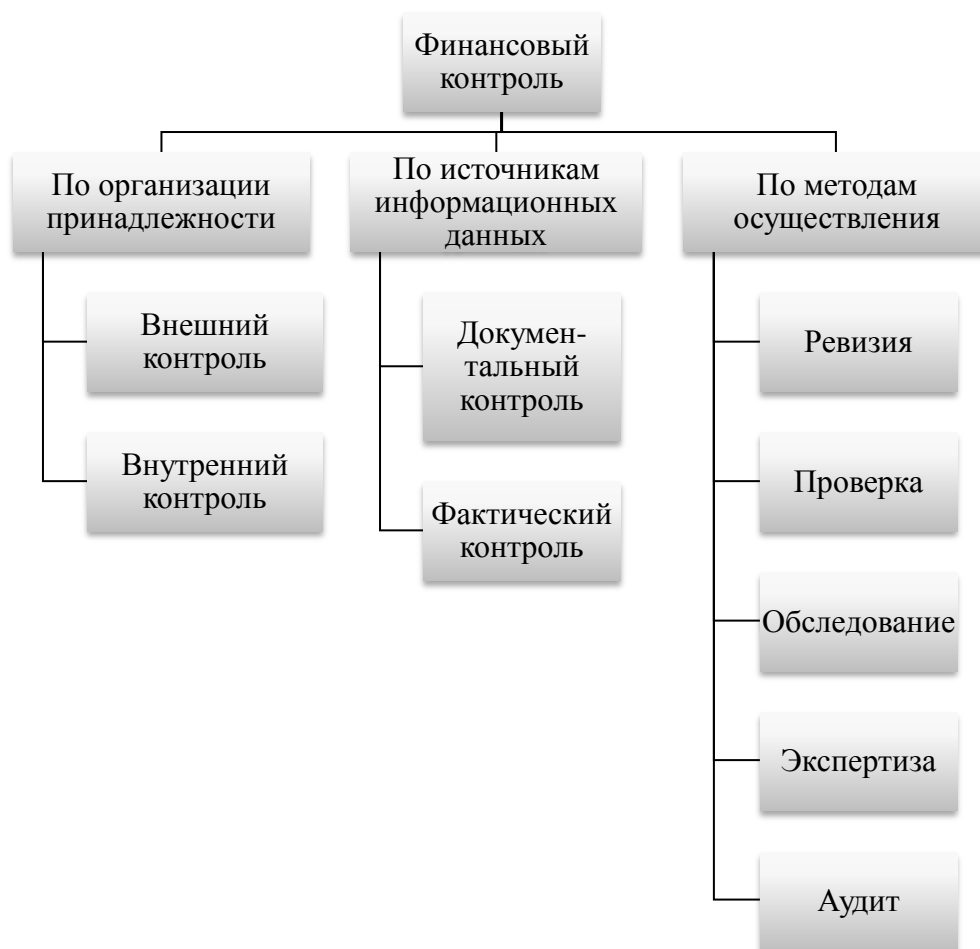 Финансовый
контроль
По организации
принадлежности
Внешний
контроль
Внутренний
контроль
По источникам
информационных
данных
Докумен-
тальный
контроль
Фактический
контроль
По методам
осуществления
Ревизия
Проверка
Обследование
Экспертиза
Аудит